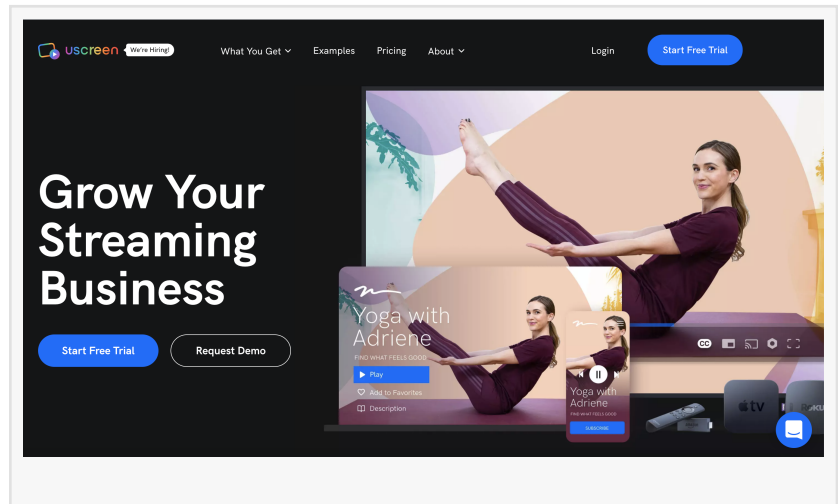 uscreen
We're Hiring!
What You Get
Examples
Pricing
About
Login
Start Free Trial
Grow Your
Streaming
Business
Start Free Trial
Request Demo
Yoga with
Adriene
FIND WHAT FEELS GOOD
Play
Add to Favorites
Description
CC
Yoga with
Adriene
FIND WHAT FEELS GOOD
SUBSCRIBE
tv